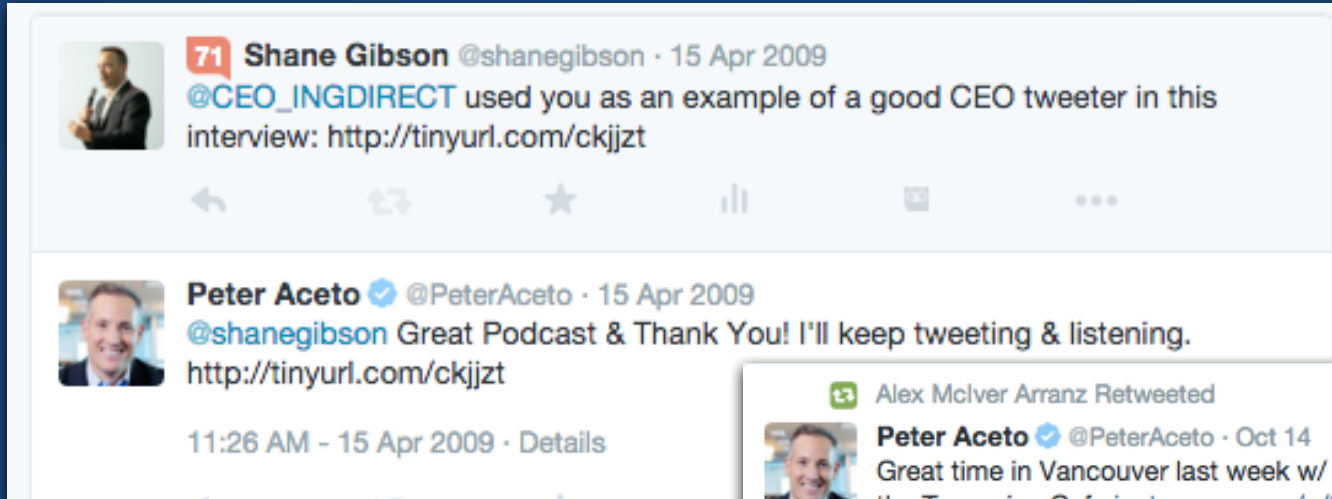 71 Shane Gibson @shanegibson · 15 Apr 2009
@CEO_INGDIRECT used you as an example of a good CEO tweeter in this
interview: http://tinyurl.com/ckjjzt
Peter Aceto @PeterAceto · 15 Apr 2009
@shanegibson Great Podcast & Thank You! I'll keep tweeting & listening.
http://tinyurl.com/ckjjzt
11:26 AM - 15 Apr 2009 · Details
Alex McIver Arranz Retweeted
Peter Aceto @PeterAceto · Oct 14
Great time in Vancouver last week w/